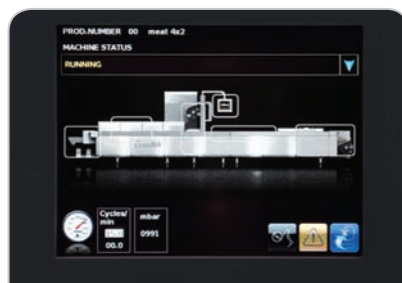 PROD.NUMBER 00 meat 4x2
MACHINE STATUS
RUNNING
Cycles/ mbar
min
0991
00.0